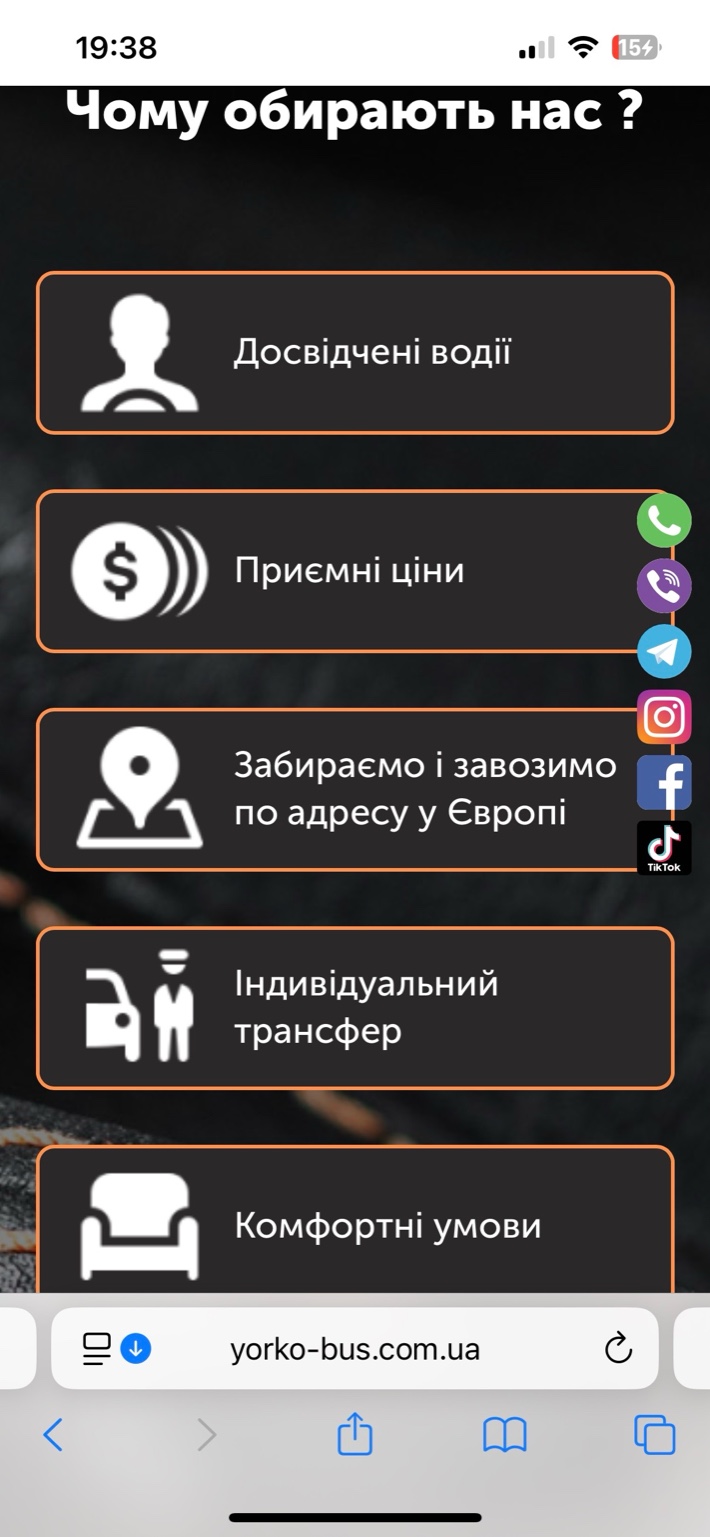 19:38
15
Чому обирають нас ?
Досвідчені водії
$
Приємні ціни
Забираємо і завозимо
по адресу у Європі
TikTok
Індивідуальний
трансфер
Комфортні умови
yorko-bus.com.ua